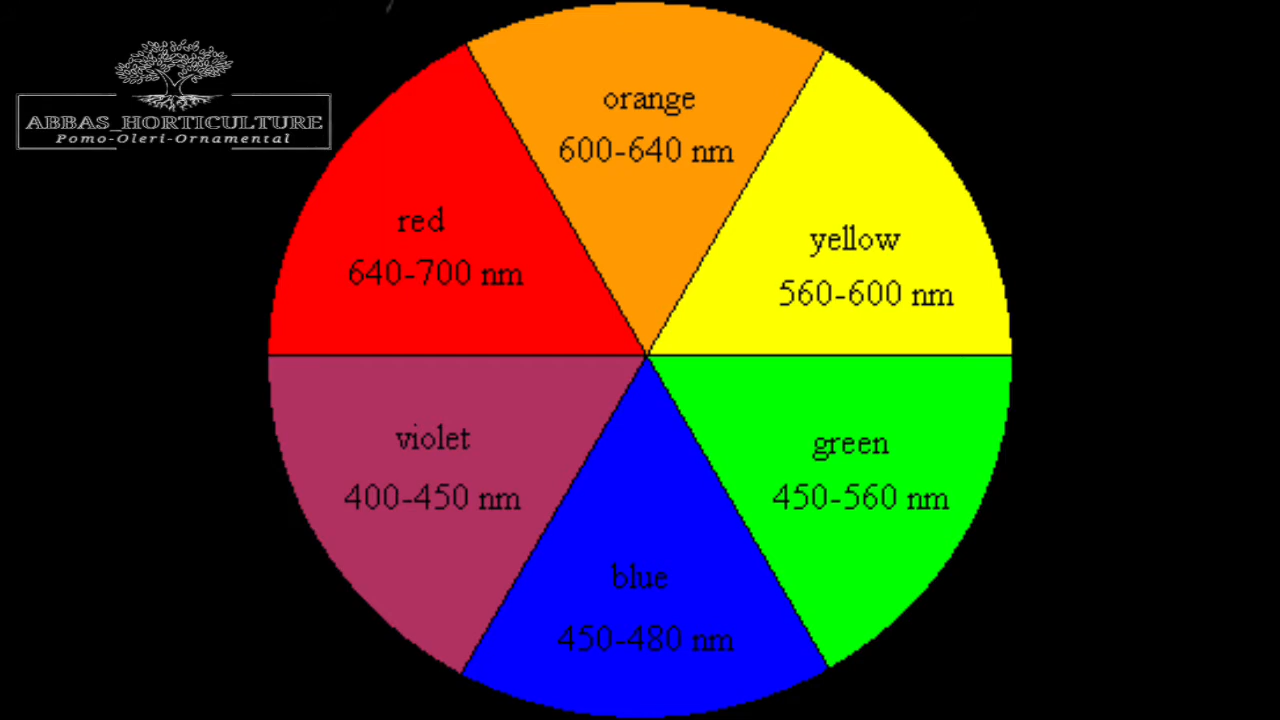 ABBAS_HORTICULTURE
Pomo-Oleri-Ornamental
orange
600-640 nm
red
640-700 nm
yellow
560-600 nm
violet
400-450 nm
green
450-560 nm
blue
450-480 nm